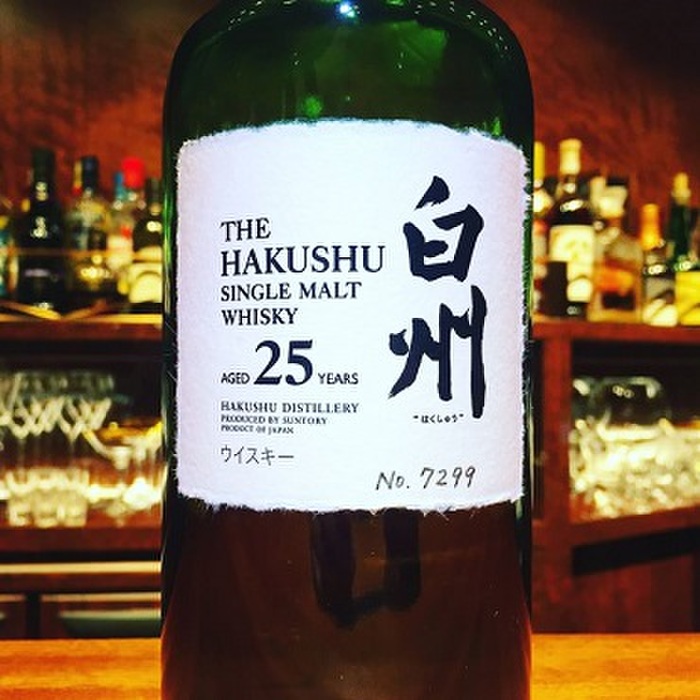 THE
HAKUSHU
SINGLE MALT
WHISKY
AGED 25 YEARS
HAKUSHU DISTILLERY
PRODUCED BY SUNTORY
PRODUCT OF JAPAN
ウイスキー
白州
"はくしゅう"
No. 7299